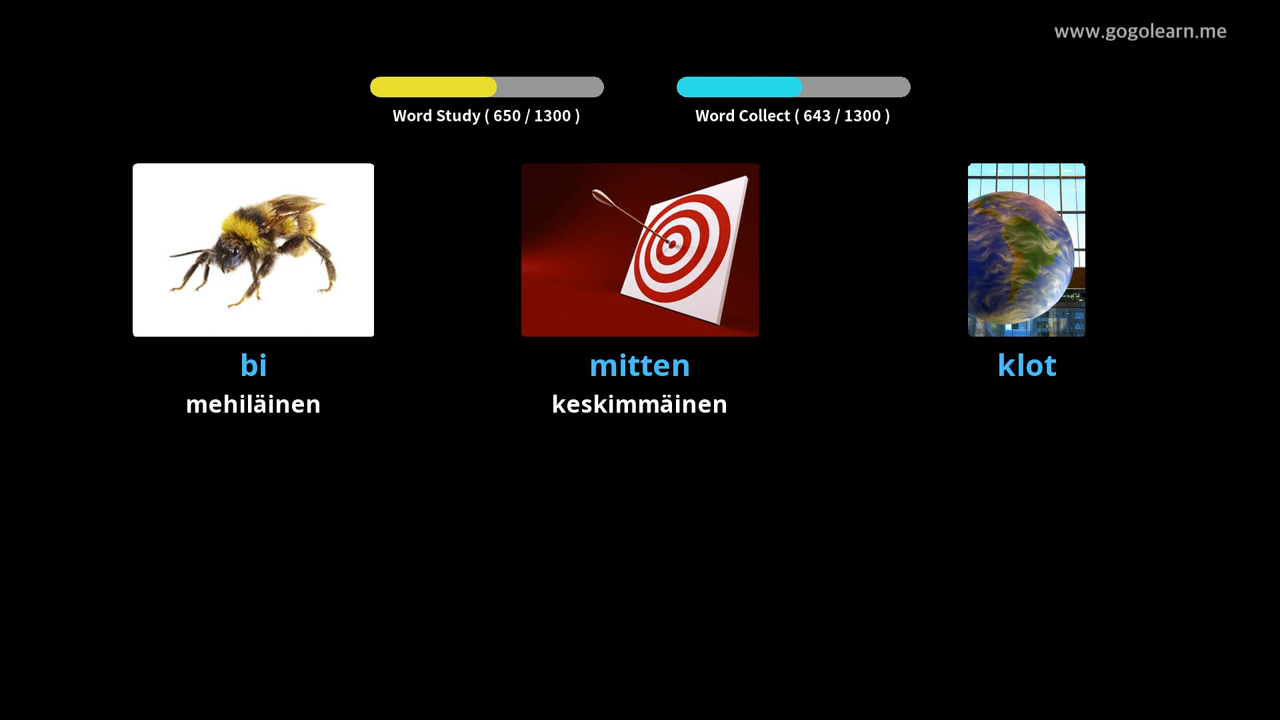 www.gogolearn.me
Word Study ( 650 / 1300 )
Word Collect ( 643 / 1300 )
bi
mitten
klot
mehiläinen
keskimmäinen